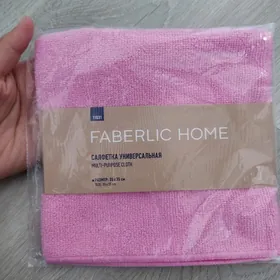 FABERLIC HOME
САЛФЕТКА УНИВЕРСАЛЬНАЯ
MULTI-PURPOSE CLOTH